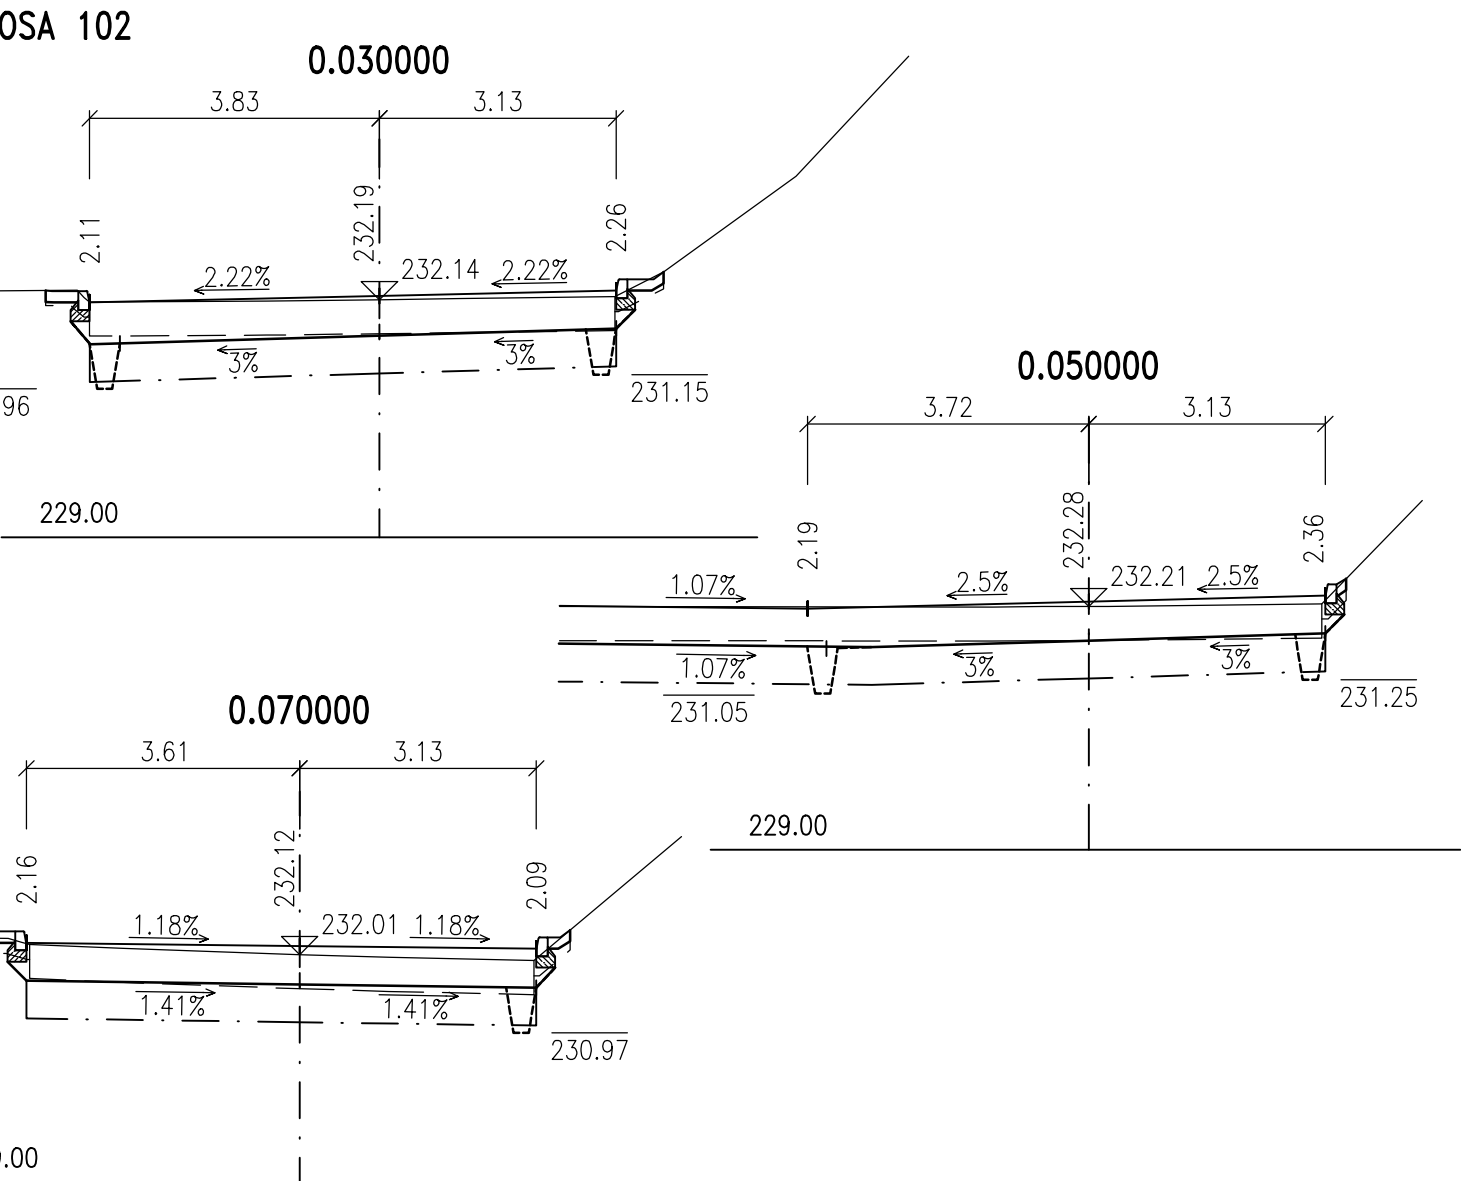 OSA 102
0.030000
3.83 3.13
2.11 232.19 2.26
2.22% 232.14 2.22%
3% 3%
96 231.15
229.00
0.050000
3.72 3.13
2.19 232.28 2.36
1.07% 2.5% 232.21 2.5%
1.07% 3% 3%
231.05 231.25
229.00
0.070000
3.61 3.13
2.16 232.12 2.09
1.18% 232.01 1.18%
1.41% 1.41%
230.97
.00